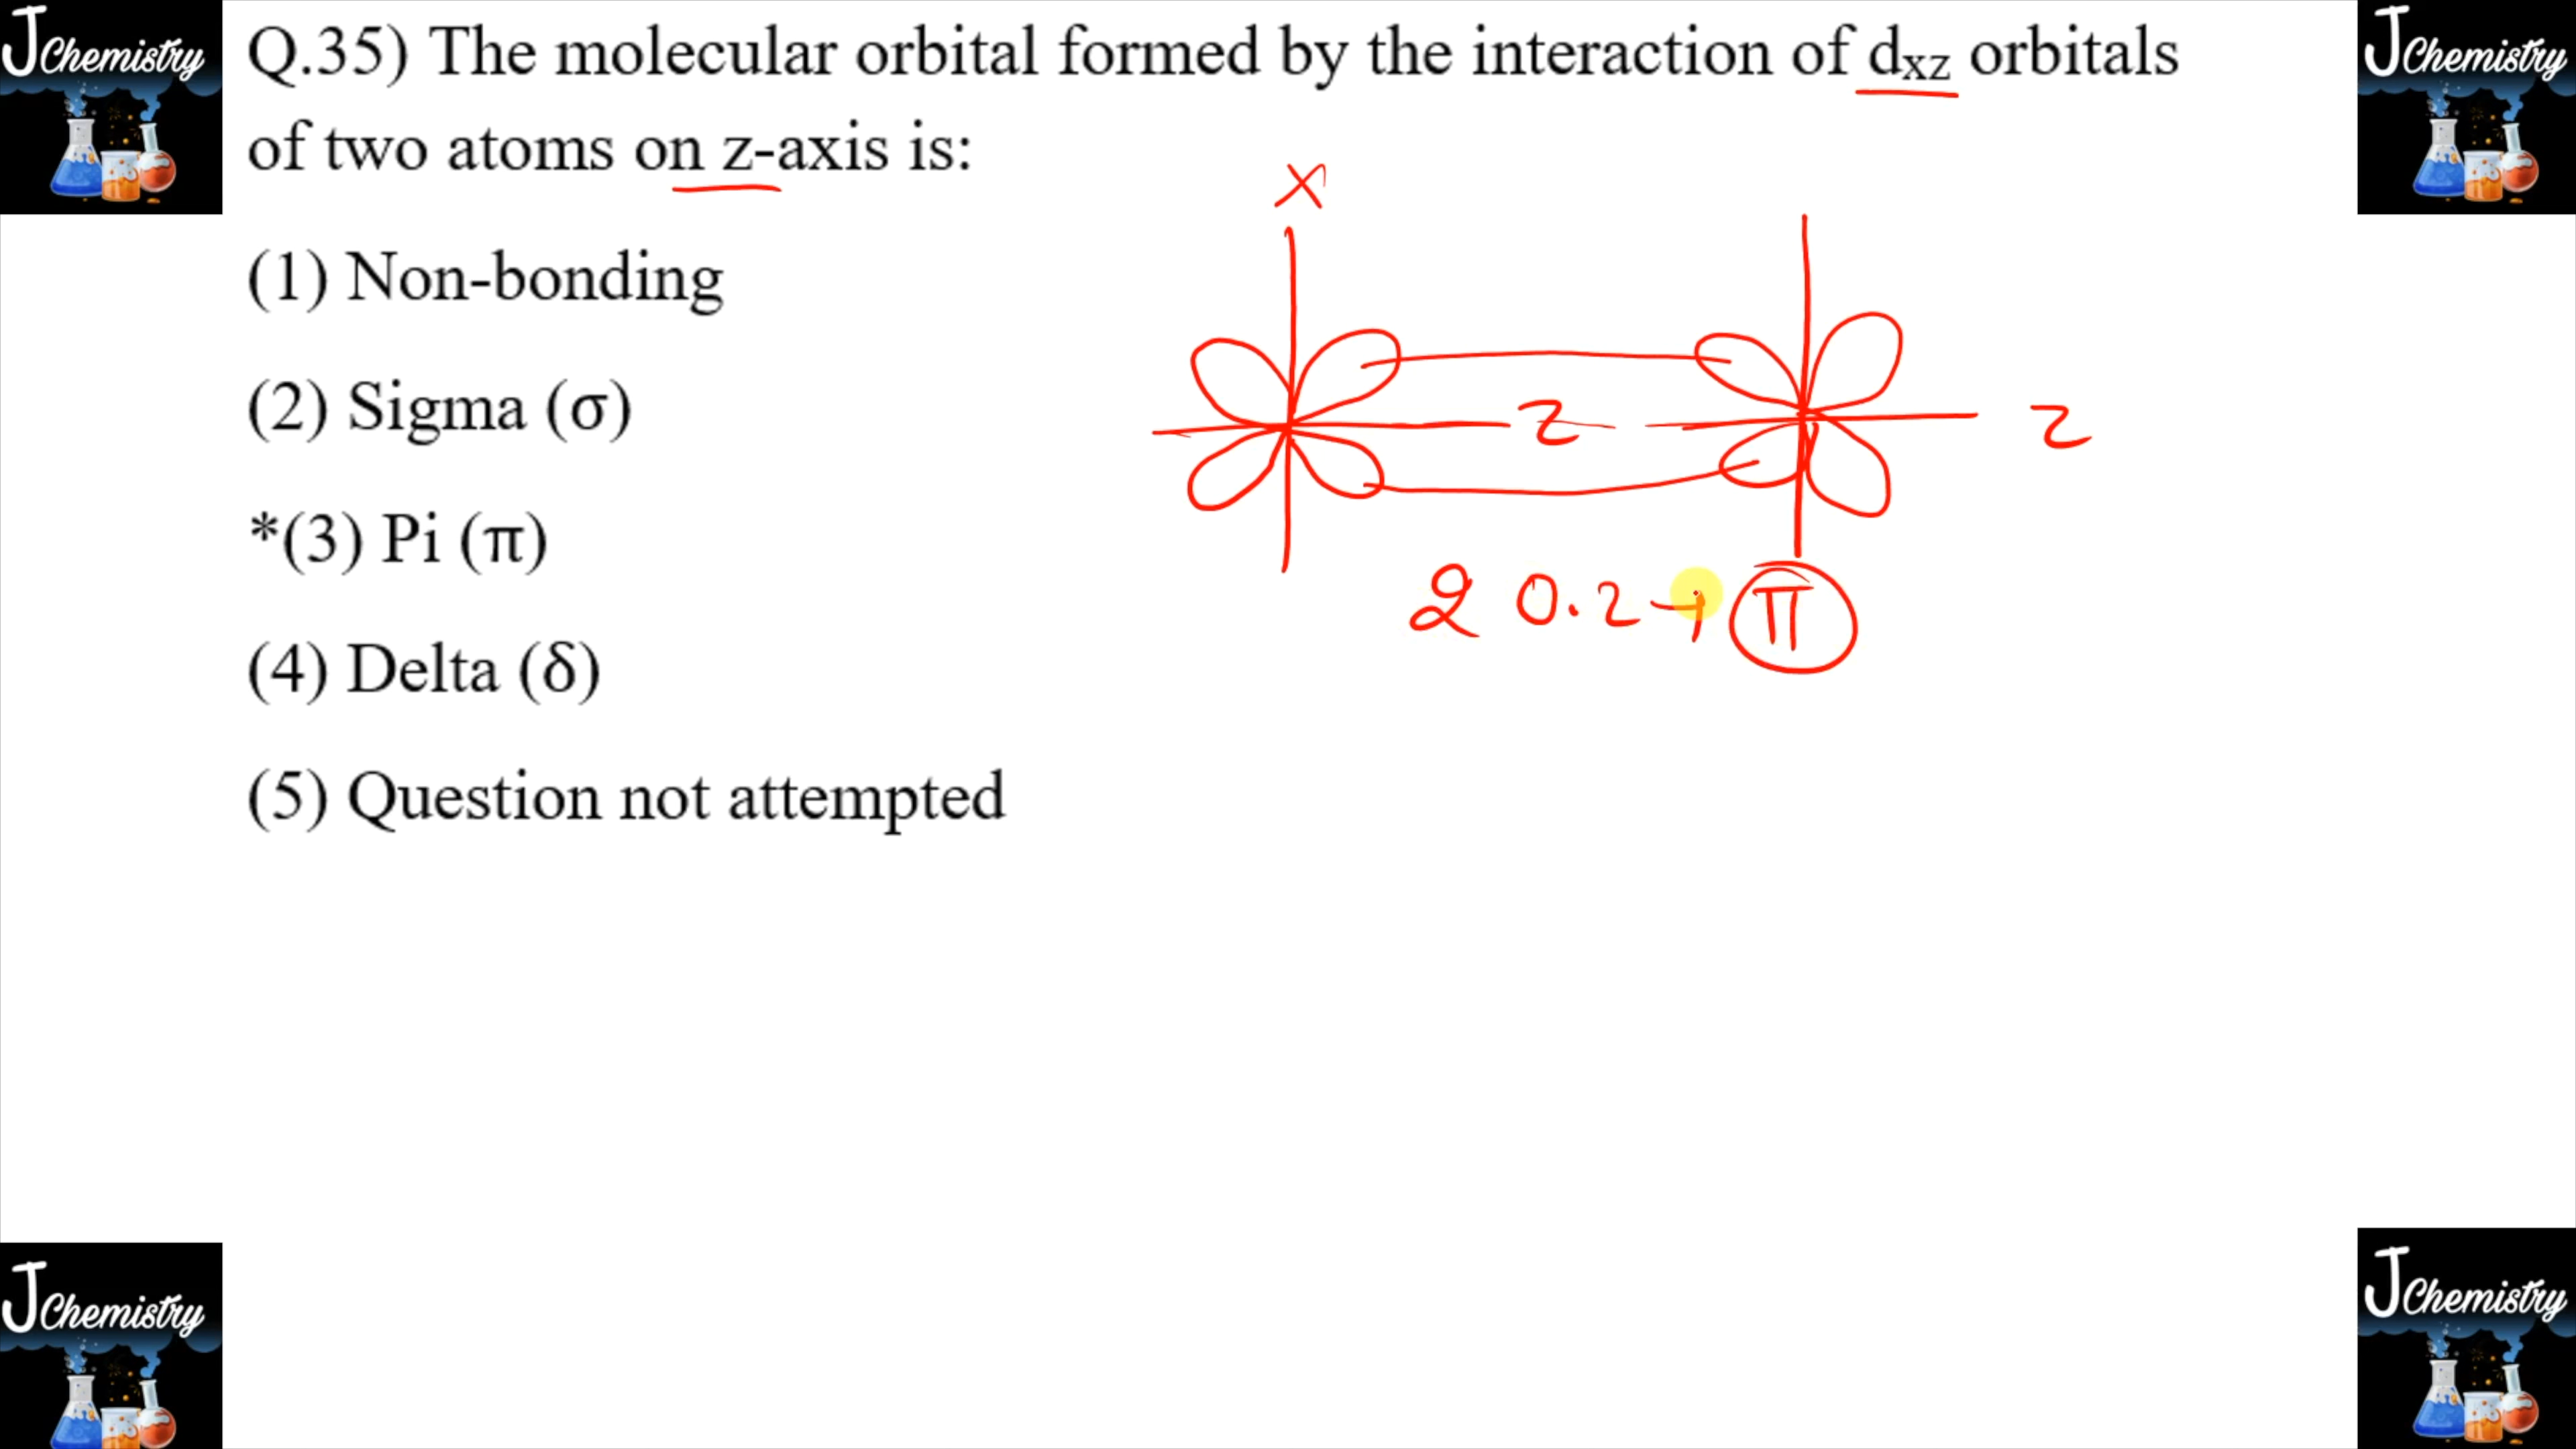 JChemistry
Q.35) The molecular orbital formed by the interaction of dxz orbitals
JChemistry
of two atoms on z-axis is:
x
(1) Non-bonding
(2) Sigma (σ)
z
z
*(3) Pi (π)
2 0.2 → π
(4) Delta (δ)
(5) Question not attempted
JChemistry
JChemistry